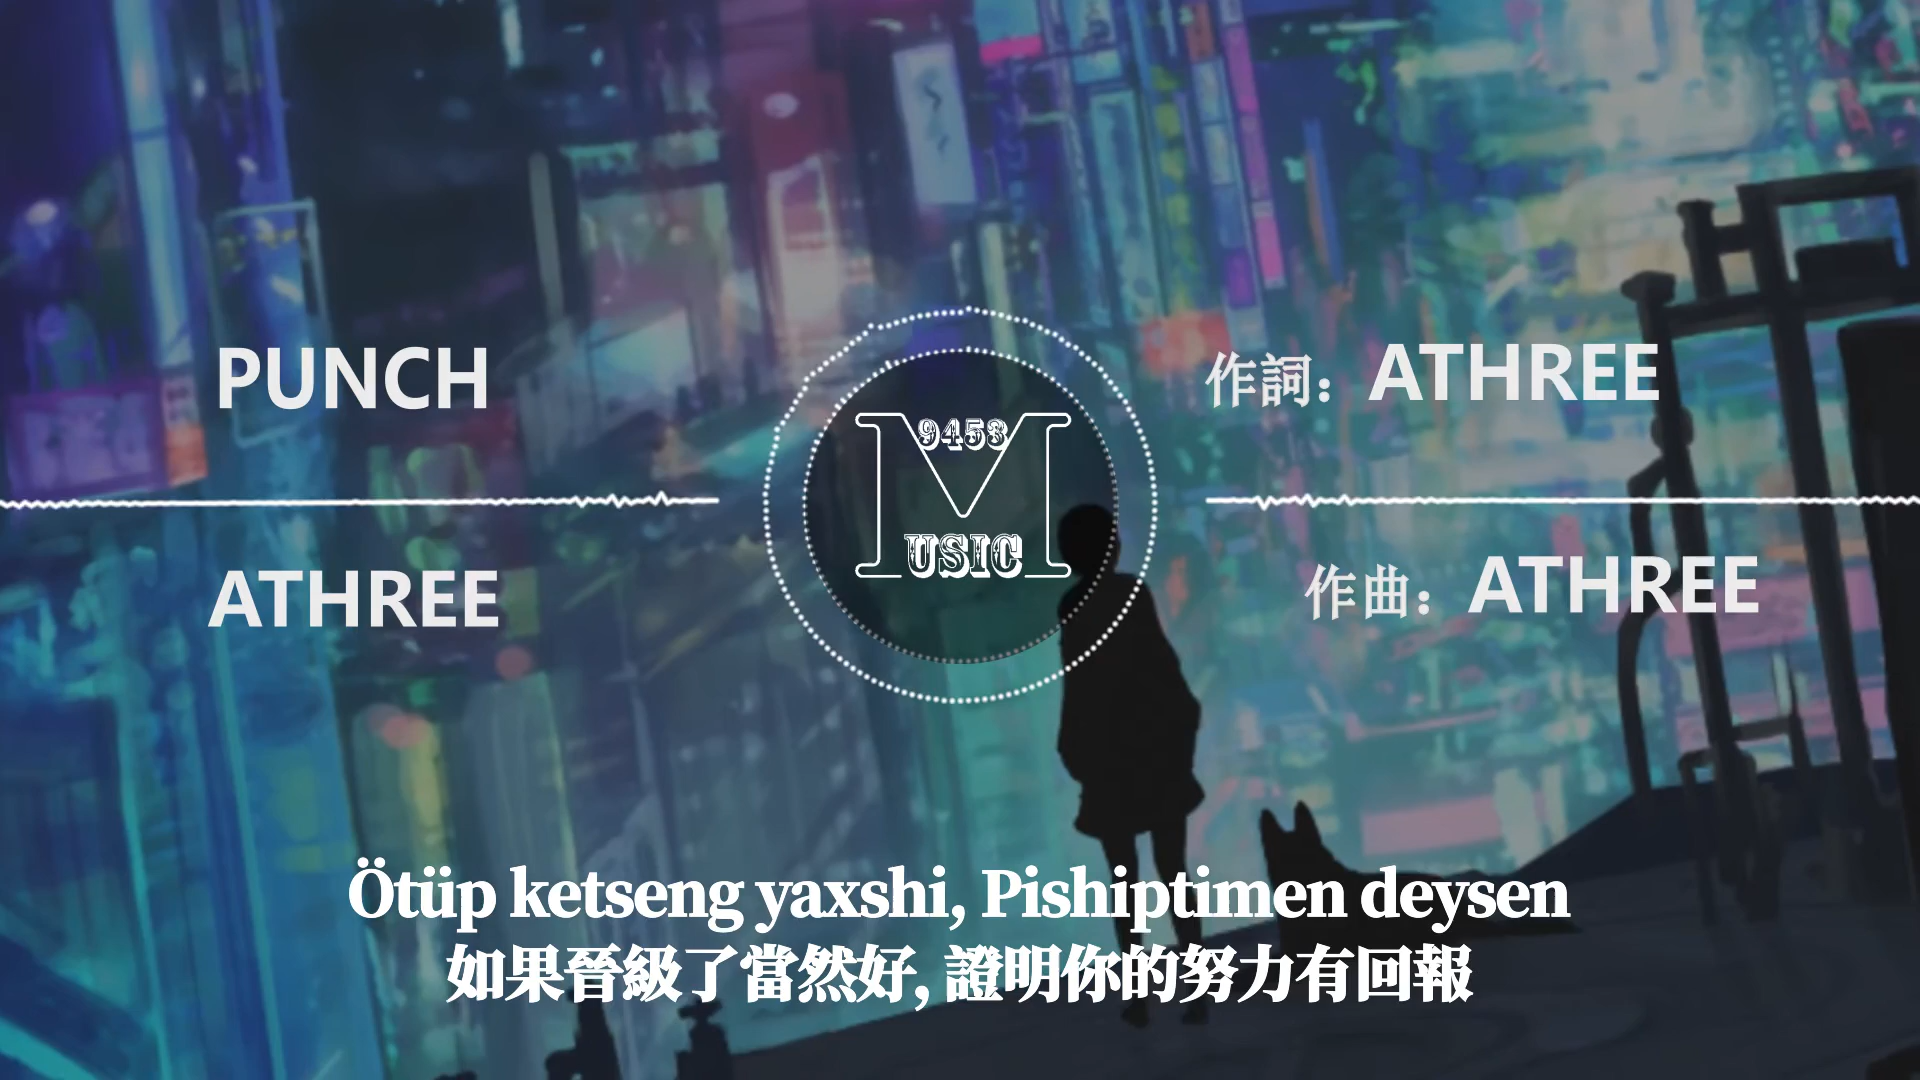 PUNCH
ATHREE
9453
MUSIC
作詞：ATHREE
作曲：ATHREE
Ötüp ketseng yaxshi, Pishiptimen deysen
如果晉級了當然好, 證明你的努力有回報